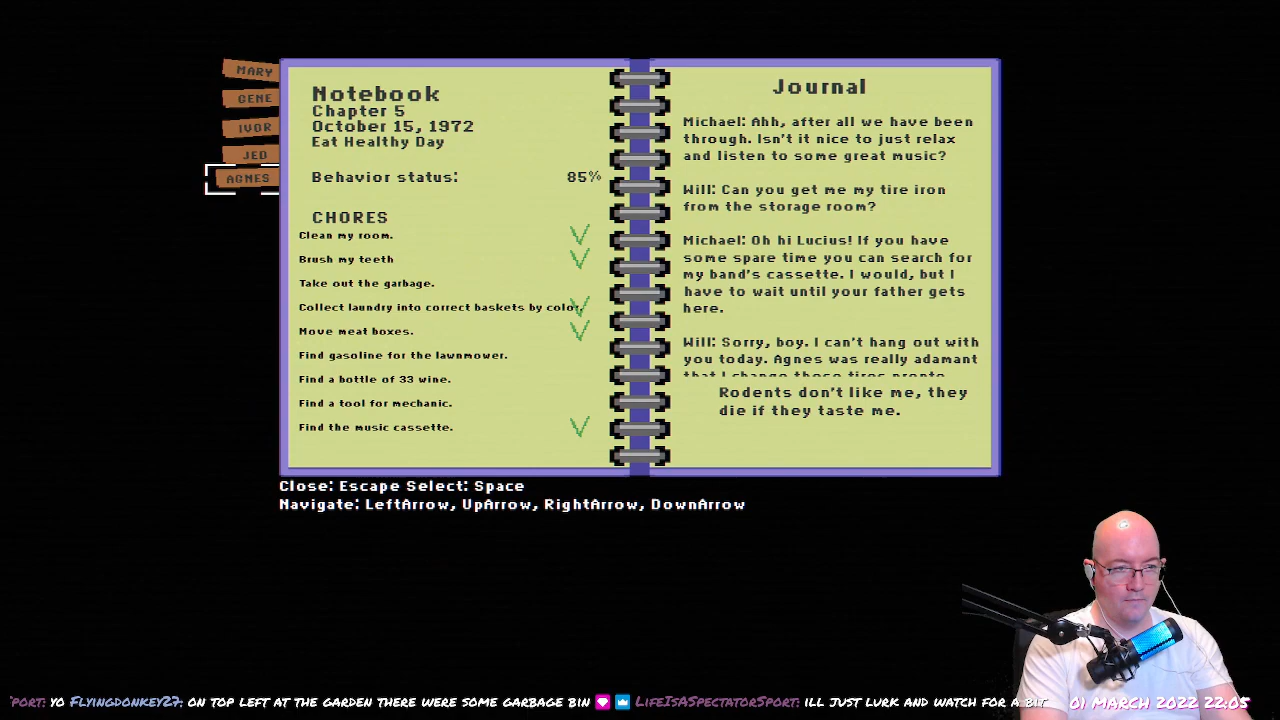 MARY
GENE
IVOR
JED
AGNES
Notebook
Chapter 5
October 15, 1972
Eat Healthy Day
Behavior status: 85%
CHORES
Clean my room.
Brush my teeth
Take out the garbage.
Collect laundry into correct baskets by color.
Move meat boxes.
Find gasoline for the lawnmower.
Find a bottle of 33 wine.
Find a tool for mechanic.
Find the music cassette.
Journal
Michael: Ahh, after all we have been
through. Isn't it nice to just relax
and listen to some great music?
Will: Can you get me my tire iron
from the storage room?
Michael: Oh hi Lucius! If you have
some spare time you can search for
my band's cassette. I would, but I
have to wait until your father gets
here.
Will: Sorry, boy. I can't hang out with
you today. Agnes was really adamant
that I change those tires pronto
Rodents don't like me, they
die if they taste me.
Close: Escape Select: Space
Navigate: LeftArrow, UpArrow, RightArrow, DownArrow
port: yo Flyingdonkey27: on top left at the garden there were some garbage bin LifeIsASpectatorSport: ill just lurk and watch for a bit
01 March 2022 22:05